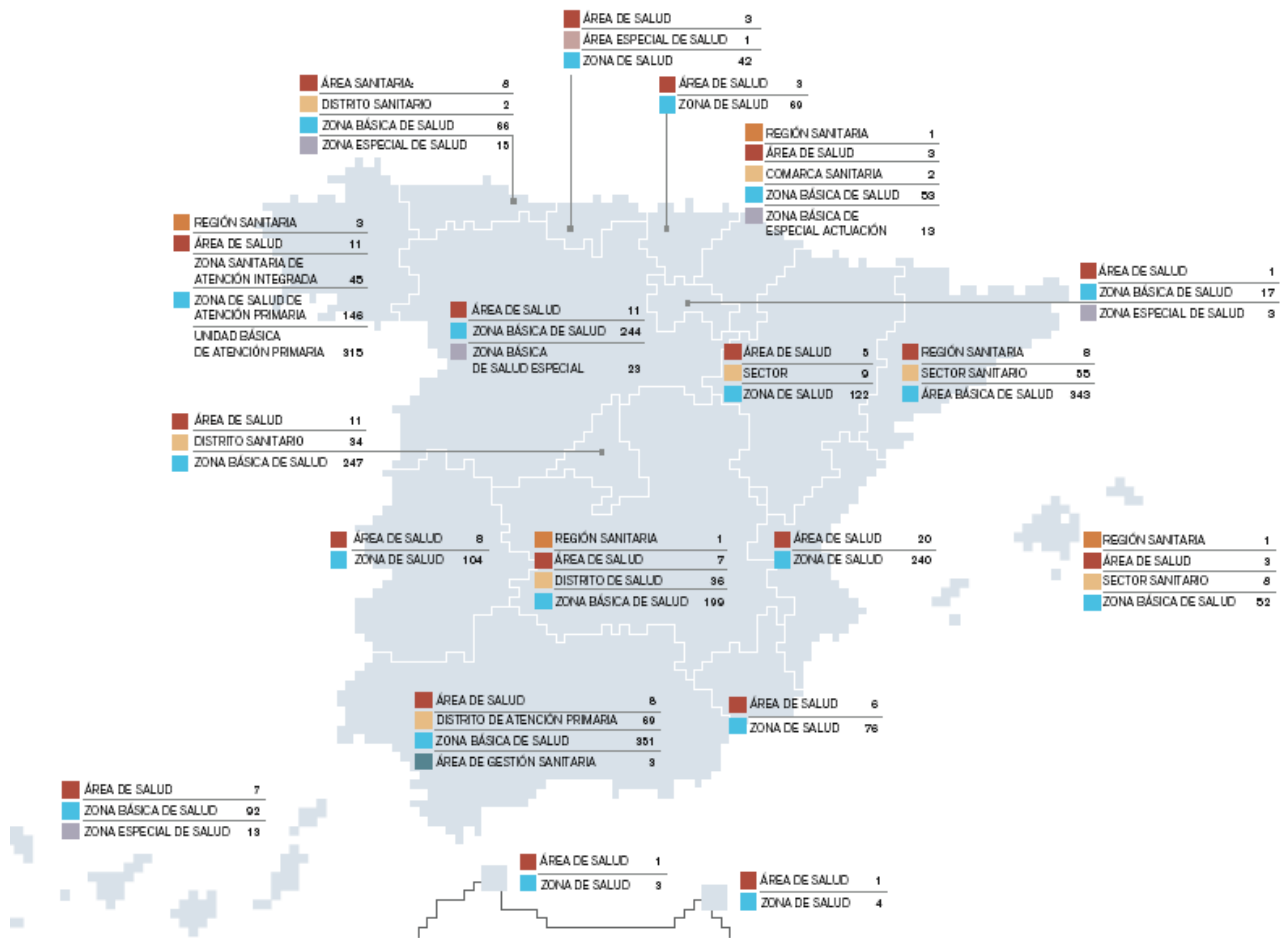 ÁREA DE SALUD 3
ÁREA ESPECIAL DE SALUD 1
ZONA DE SALUD 42
ÁREA SANITARIA: 8
DISTRITO SANITARIO 2
ZONA BÁSICA DE SALUD 66
ZONA ESPECIAL DE SALUD 15
ÁREA DE SALUD 3
ZONA DE SALUD 69
REGIÓN SANITARIA 1
ÁREA DE SALUD 3
COMARCA SANITARIA 2
ZONA BÁSICA DE SALUD 53
ZONA BÁSICA DE
ESPECIAL ACTUACIÓN 13
REGIÓN SANITARIA 3
ÁREA DE SALUD 11
ZONA SANITARIA DE
ATENCIÓN INTEGRADA 45
ZONA DE SALUD DE
ATENCIÓN PRIMARIA 146
UNIDAD BÁSICA
DE ATENCIÓN PRIMARIA 315
ÁREA DE SALUD 11
ZONA BÁSICA DE SALUD 244
ZONA BÁSICA
DE SALUD ESPECIAL 23
ÁREA DE SALUD 1
ZONA BÁSICA DE SALUD 17
ZONA ESPECIAL DE SALUD 3
ÁREA DE SALUD 5
SECTOR 9
ZONA DE SALUD 122
REGIÓN SANITARIA 8
SECTOR SANITARIO 55
ÁREA BÁSICA DE SALUD 343
ÁREA DE SALUD 11
DISTRITO SANITARIO 34
ZONA BÁSICA DE SALUD 247
ÁREA DE SALUD 8
ZONA DE SALUD 104
REGIÓN SANITARIA 1
ÁREA DE SALUD 7
DISTRITO DE SALUD 36
ZONA BÁSICA DE SALUD 199
ÁREA DE SALUD 20
ZONA DE SALUD 240
REGIÓN SANITARIA 1
ÁREA DE SALUD 3
SECTOR SANITARIO 8
ZONA BÁSICA DE SALUD 52
ÁREA DE SALUD 8
DISTRITO DE ATENCIÓN PRIMARIA 69
ZONA BÁSICA DE SALUD 351
ÁREA DE GESTIÓN SANITARIA 3
ÁREA DE SALUD 6
ZONA DE SALUD 76
ÁREA DE SALUD 7
ZONA BÁSICA DE SALUD 92
ZONA ESPECIAL DE SALUD 13
ÁREA DE SALUD 1
ZONA DE SALUD 3
ÁREA DE SALUD 1
ZONA DE SALUD 4